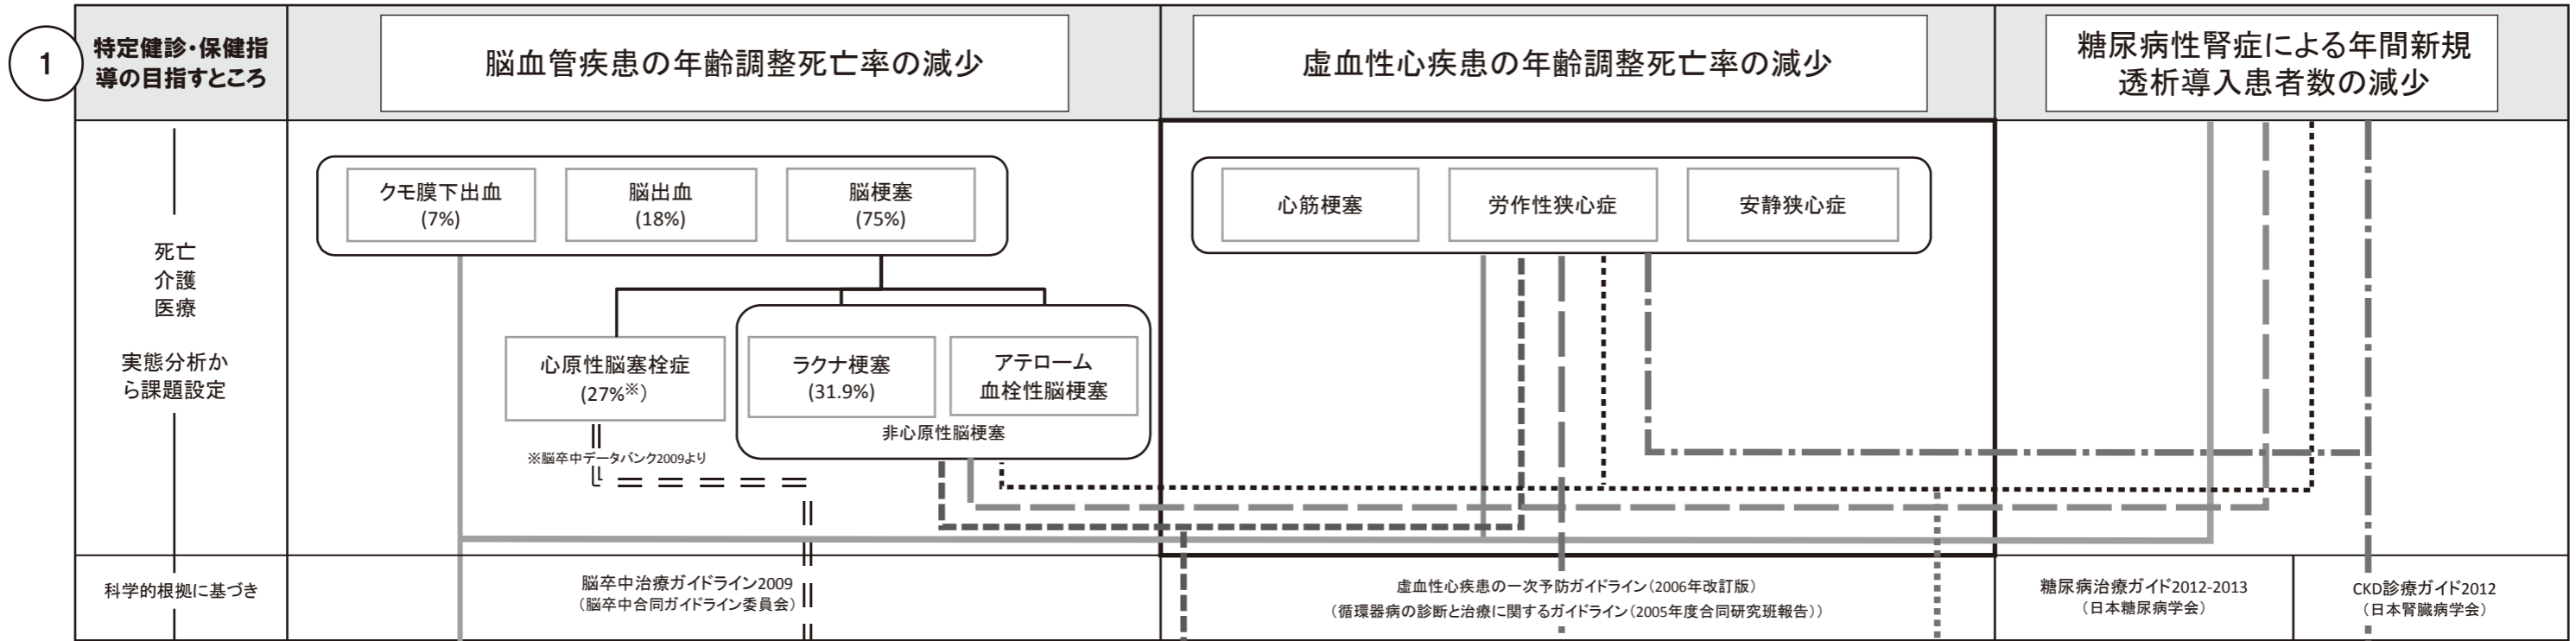 1
特定健診・保健指
導の目指すところ
脳血管疾患の年齢調整死亡率の減少
虚血性心疾患の年齢調整死亡率の減少
糖尿病性腎症による年間新規
透析導入患者数の減少
死亡
介護
医療
実態分析か
ら課題設定
クモ膜下出血
(7%)
脳出血
(18%)
脳梗塞
(75%)
心原性脳塞栓症
(27%※)
ラクナ梗塞
(31.9%)
アテローム
血栓性脳梗塞
非心原性脳梗塞
※脳卒中データバンク2009より
心筋梗塞
労作性狭心症
安静狭心症
科学的根拠に基づき
脳卒中治療ガイドライン2009
（脳卒中合同ガイドライン委員会）
虚血性心疾患の一次予防ガイドライン（2006年改訂版）
（循環器病の診断と治療に関するガイドライン（2005年度合同研究班報告））
糖尿病治療ガイド2012-2013
（日本糖尿病学会）
CKD診療ガイド2012
（日本腎臓病学会）